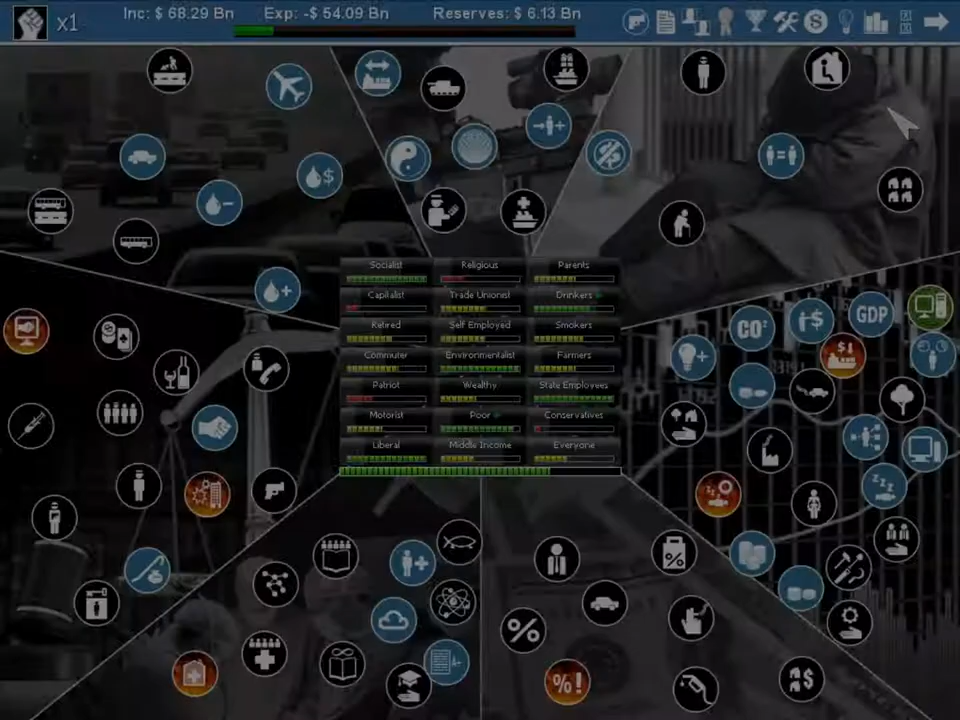 x1
Inc: $ 68.29 Bn Exp: -$ 54.09 Bn Reserves: $ 6.13 Bn
Socialist Religious Parents
Capitalist Trade Unionist Drinkers
Retired Self Employed Smokers
Commuter Environmentalist Farmers
Patriot Wealthy State Employees
Motorist Poor Conservatives
Liberal Middle Income Everyone
CO²
$
GDP
$
$
%
%
%!
$
zzz
zzz
S